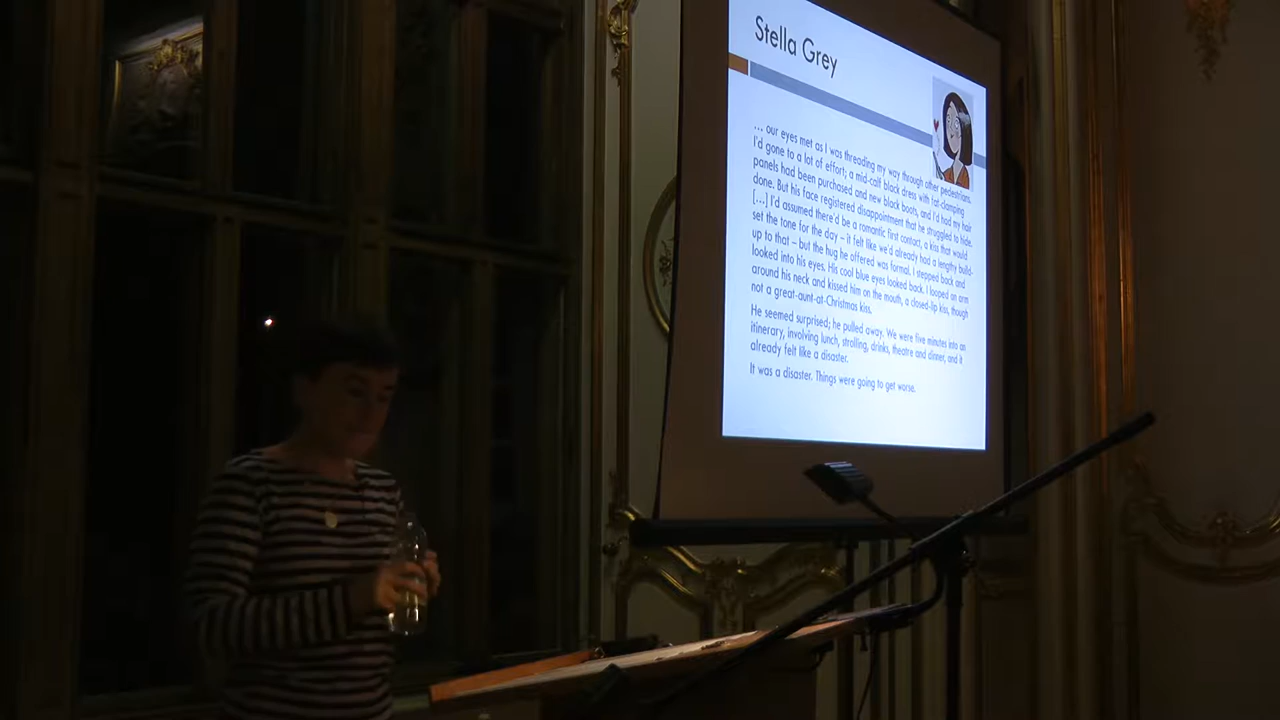 Stella Grey
... our eyes met as I was threading my way through other pedestrians.
I'd gone to a lot of effort; a mid-calf black dress with fat-clamping
panels had been purchased and new black boots, and I'd had my hair
done. But his face registered disappointment that he struggled to hide.
[...] I'd assumed there'd be a romantic first contact, a kiss that would
set the tone for the day – it felt like we'd already had a lengthy build-
up to that – but the hug he offered was formal. I stepped back and
looked into his eyes. His cool blue eyes looked back. I looped an arm
around his neck and kissed him on the mouth, a closed-lip kiss, though
not a great-aunt-at-Christmas kiss.
He seemed surprised; he pulled away. We were five minutes into an
itinerary, involving lunch, strolling, drinks, theatre and dinner, and it
already felt like a disaster.
It was a disaster. Things were going to get worse.